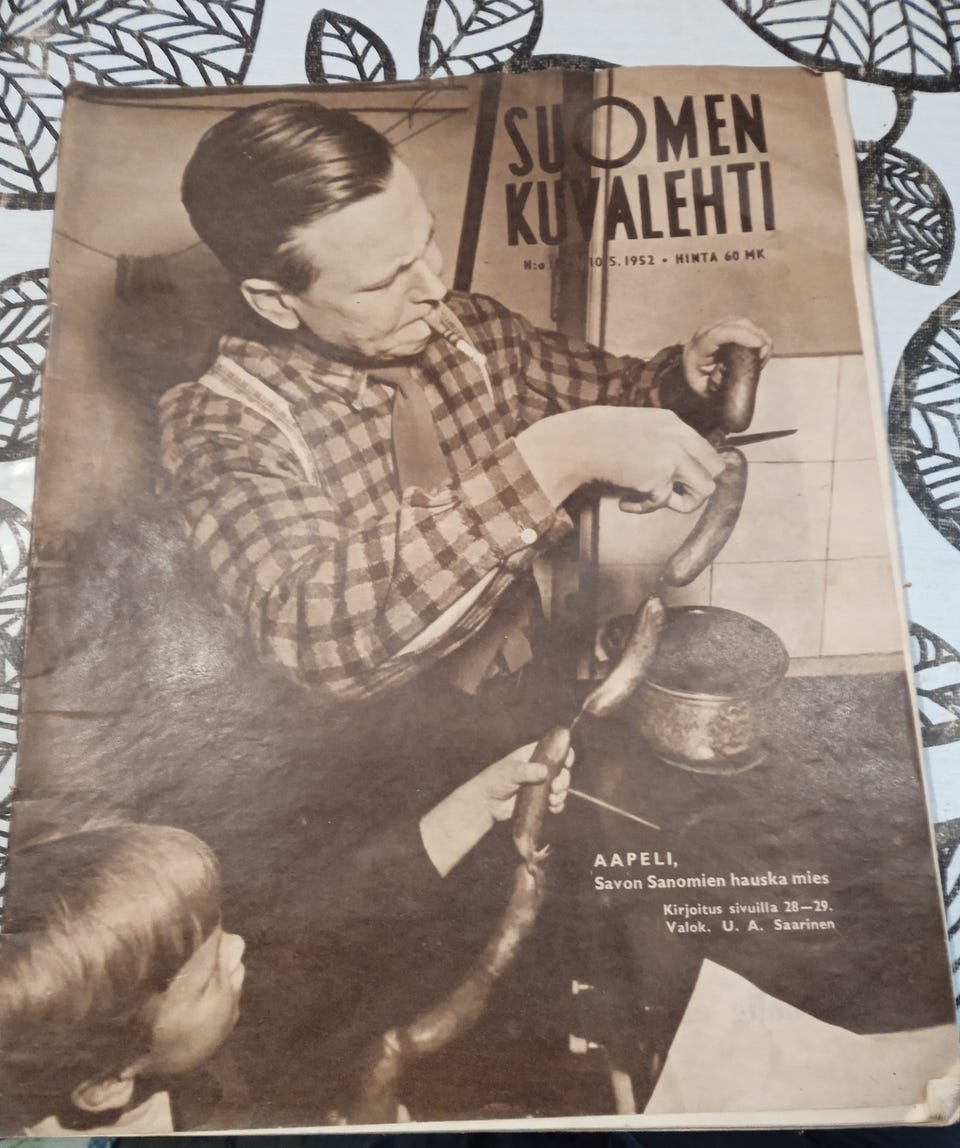 SUOMEN
KUVALEHTI
N:o 10.5.1952 • HINTA 60 MK
AAPELI,
Savon Sanomien hauska mies
Kirjoitus sivuilla 28—29.
Valok. U. A. Saarinen